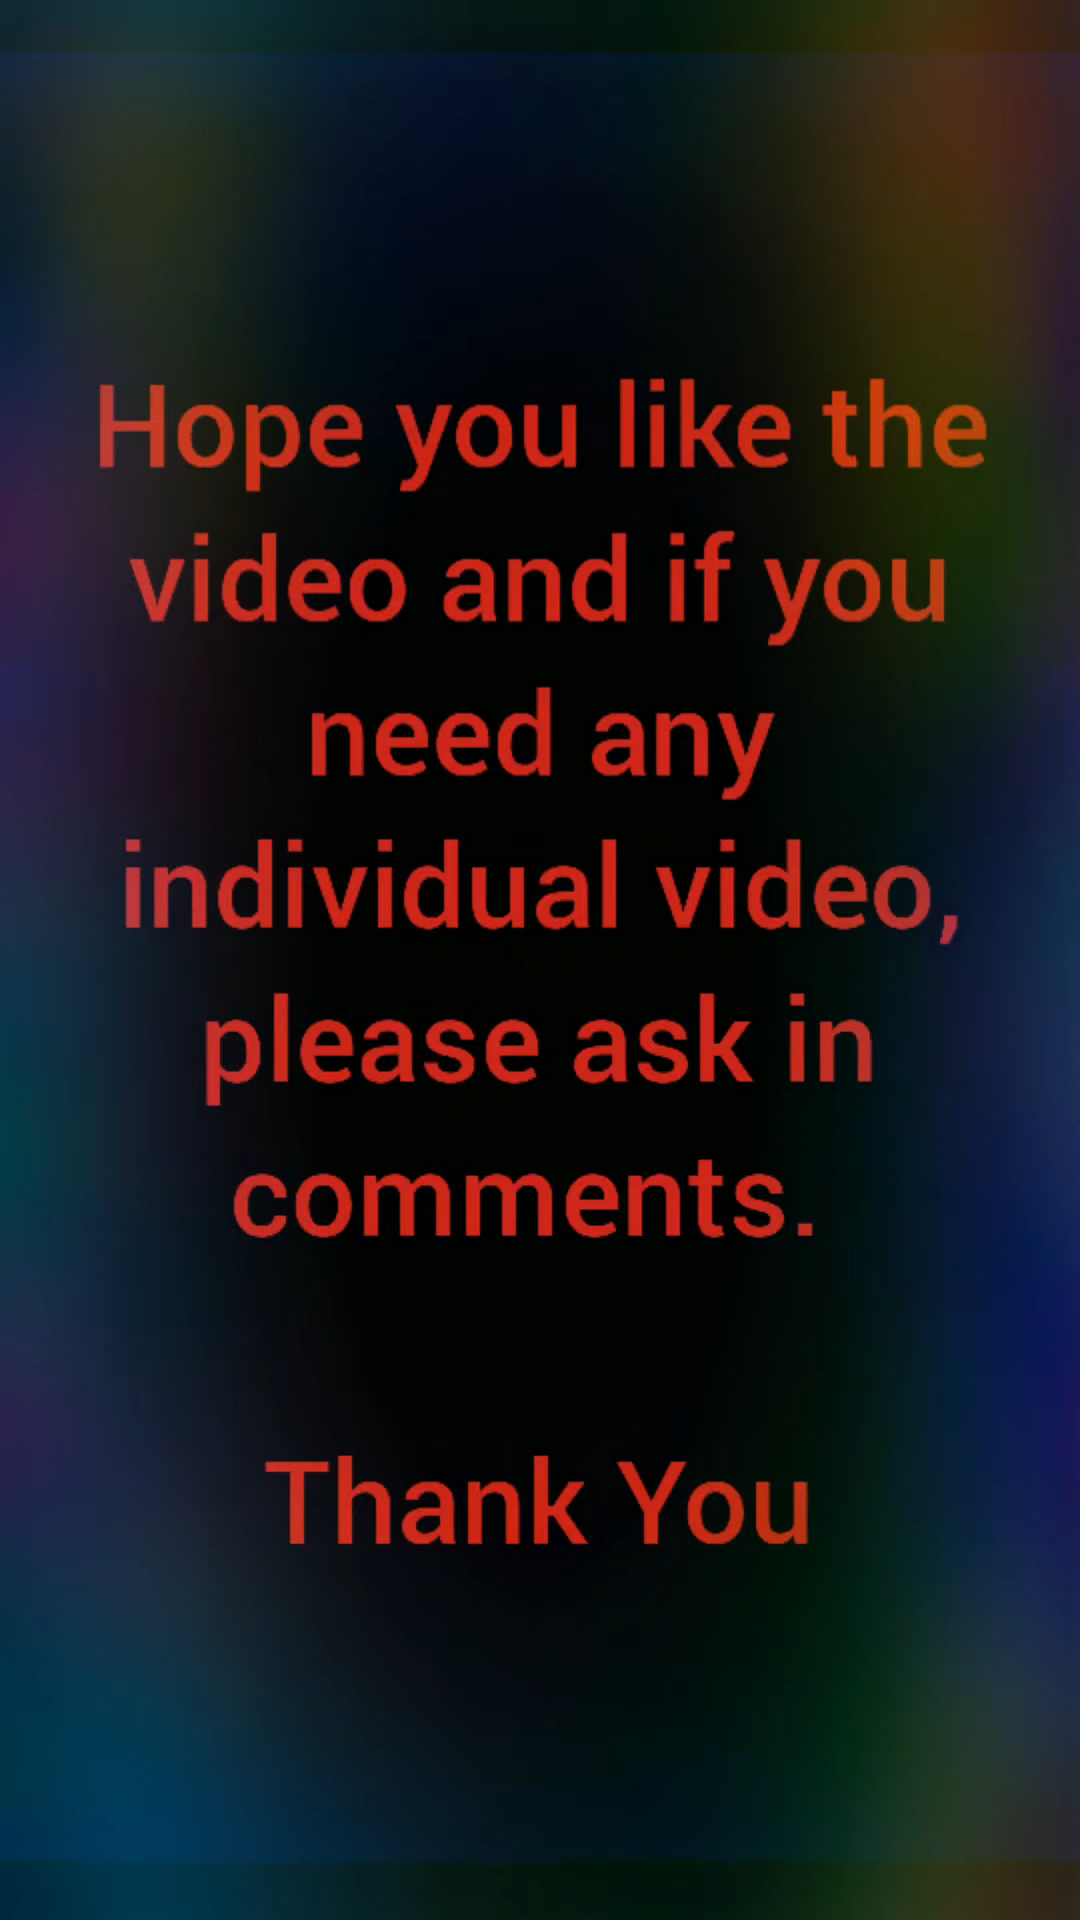 Hope you like the
video and if you
need any
individual video,
please ask in
comments.
Thank You